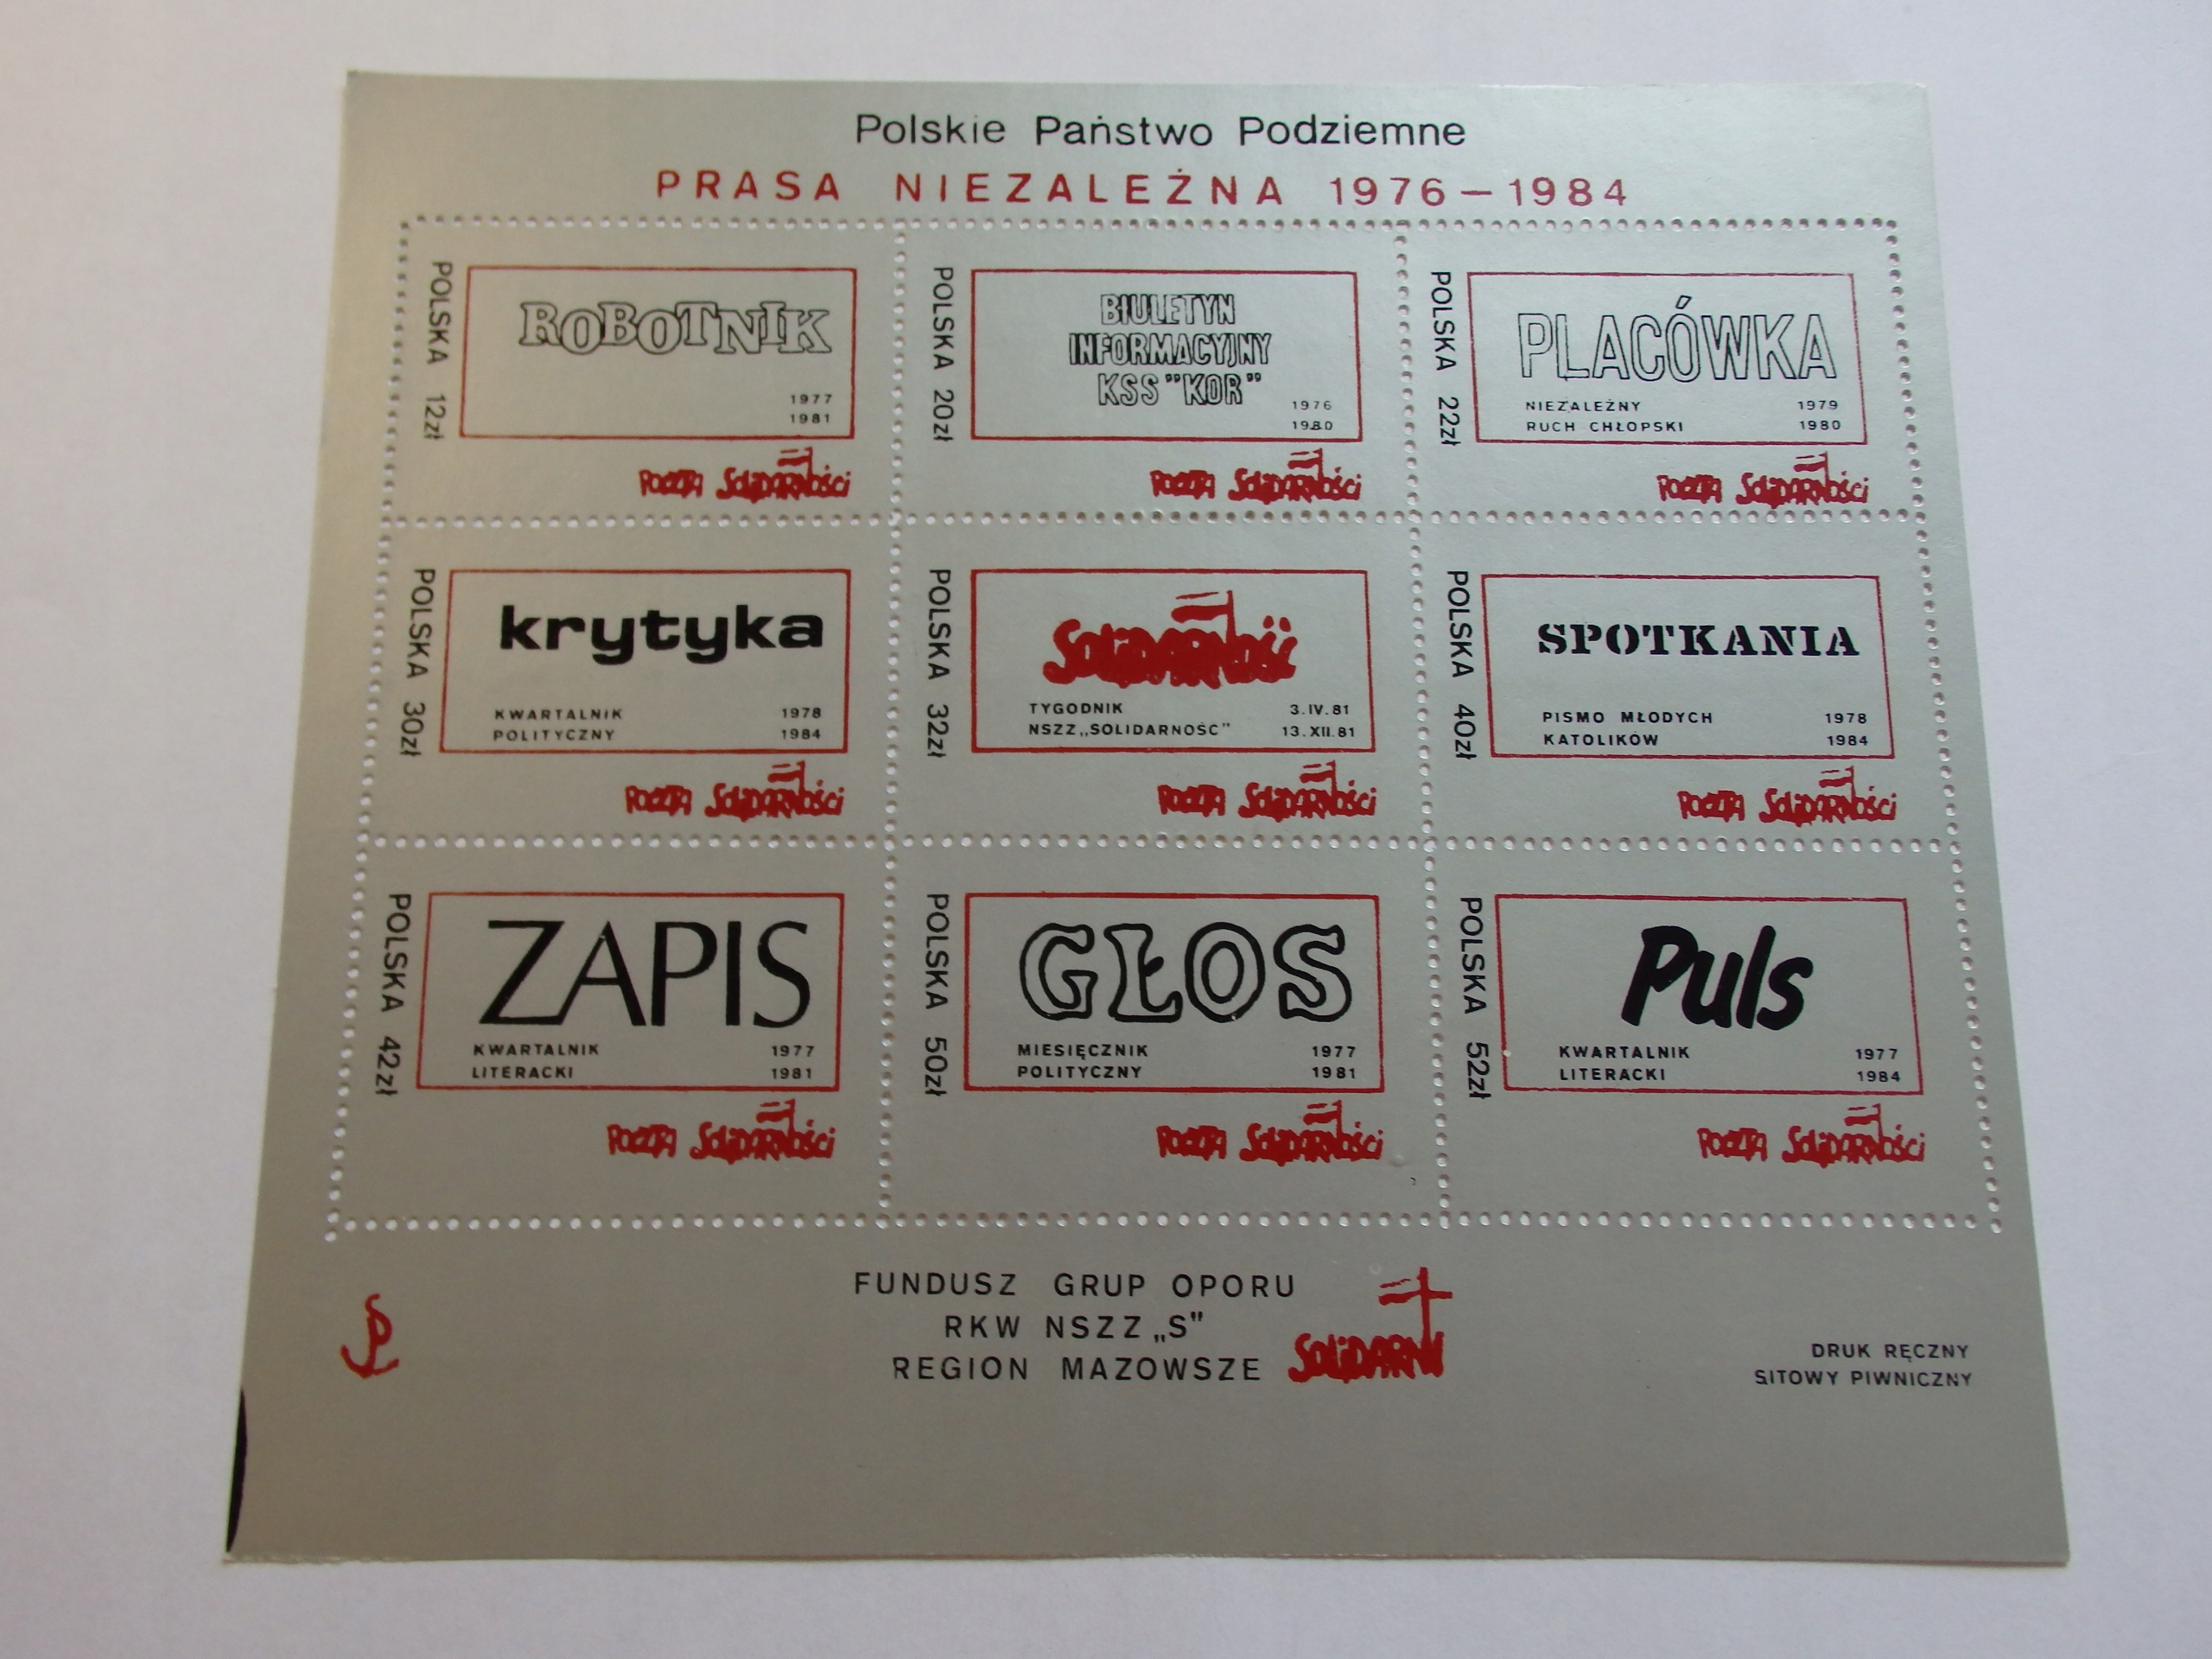 Polskie Państwo Podziemne
PRASA NIEZALEŻNA 1976–1984
POLSKA 12zł
ROBOTNIK
1977
1981
POCZTA SOLIDARNOŚCI
POLSKA 20zł
BIULETYN
INFORMACYJNY
KSS "KOR"
1976
1980
POCZTA SOLIDARNOŚCI
POLSKA 22zł
PLACÓWKA
NIEZALEŻNY 1979
RUCH CHŁOPSKI 1980
POCZTA SOLIDARNOŚCI
POLSKA 30zł
krytyka
KWARTALNIK 1978
POLITYCZNY 1984
POCZTA SOLIDARNOŚCI
POLSKA 32zł
SOLIDARNOŚĆ
TYGODNIK 3.IV.81
NSZZ „SOLIDARNOŚĆ" 13.XII.81
POCZTA SOLIDARNOŚCI
POLSKA 40zł
SPOTKANIA
PISMO MŁODYCH 1978
KATOLIKÓW 1984
POCZTA SOLIDARNOŚCI
POLSKA 42zł
ZAPIS
KWARTALNIK 1977
LITERACKI 1981
POCZTA SOLIDARNOŚCI
POLSKA 50zł
GŁOS
MIESIĘCZNIK 1977
POLITYCZNY 1981
POCZTA SOLIDARNOŚCI
POLSKA 52zł
Puls
KWARTALNIK 1977
LITERACKI 1984
POCZTA SOLIDARNOŚCI
FUNDUSZ GRUP OPORU
RKW NSZZ „S"
REGION MAZOWSZE
SOLIDARNI
DRUK RĘCZNY
SITOWY PIWNICZNY